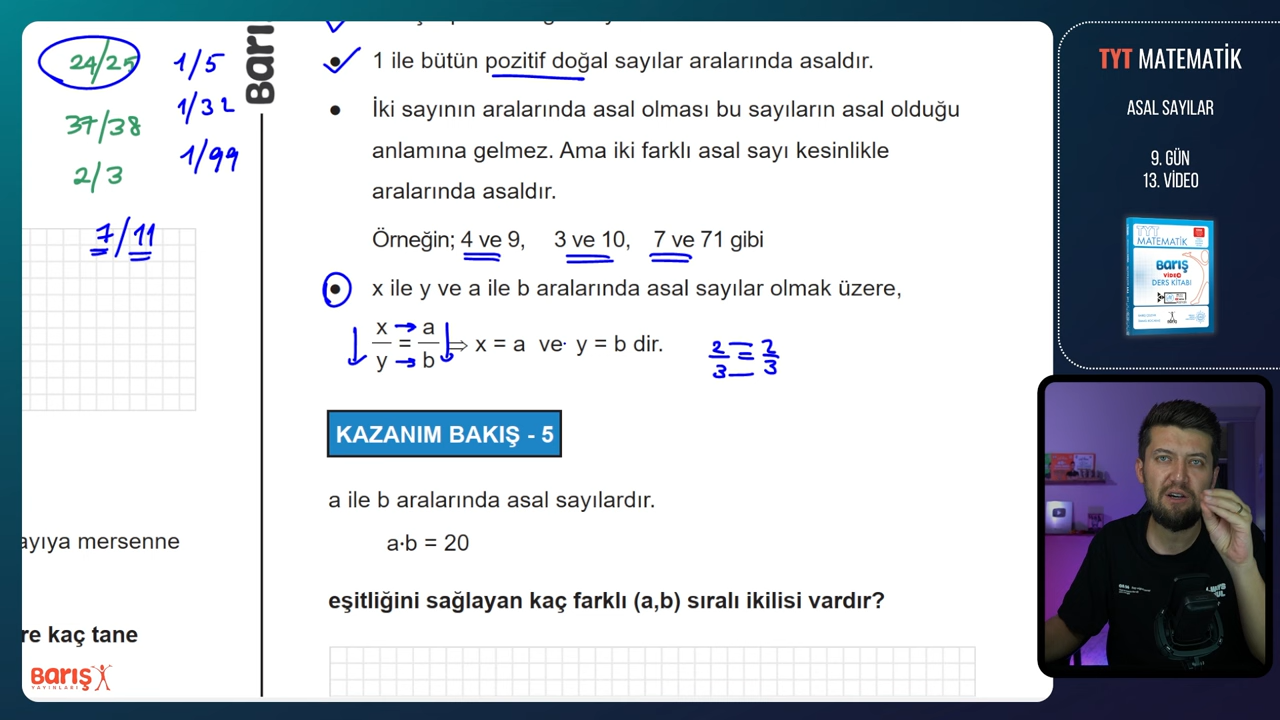 24/25
37/38
2/3
7/11
1/5
1/32
1/99
Barı
1 ile bütün pozitif doğal sayılar aralarında asaldır.
İki sayının aralarında asal olması bu sayıların asal olduğu
anlamına gelmez. Ama iki farklı asal sayı kesinlikle
aralarında asaldır.
Örneğin; 4 ve 9, 3 ve 10, 7 ve 71 gibi
x ile y ve a ile b aralarında asal sayılar olmak üzere,
x/y = a/b ⇒ x = a ve y = b dir.
2/3 = 2/3
KAZANIM BAKIŞ - 5
a ile b aralarında asal sayılardır.
a·b = 20
eşitliğini sağlayan kaç farklı (a,b) sıralı ikilisi vardır?
ayıya mersenne
re kaç tane
Barış
YAYINLARI
TYT MATEMATİK
ASAL SAYILAR
9. GÜN
13. VİDEO
TYT
MATEMATİK
BARIŞ
VİDEO
DERS KİTABI